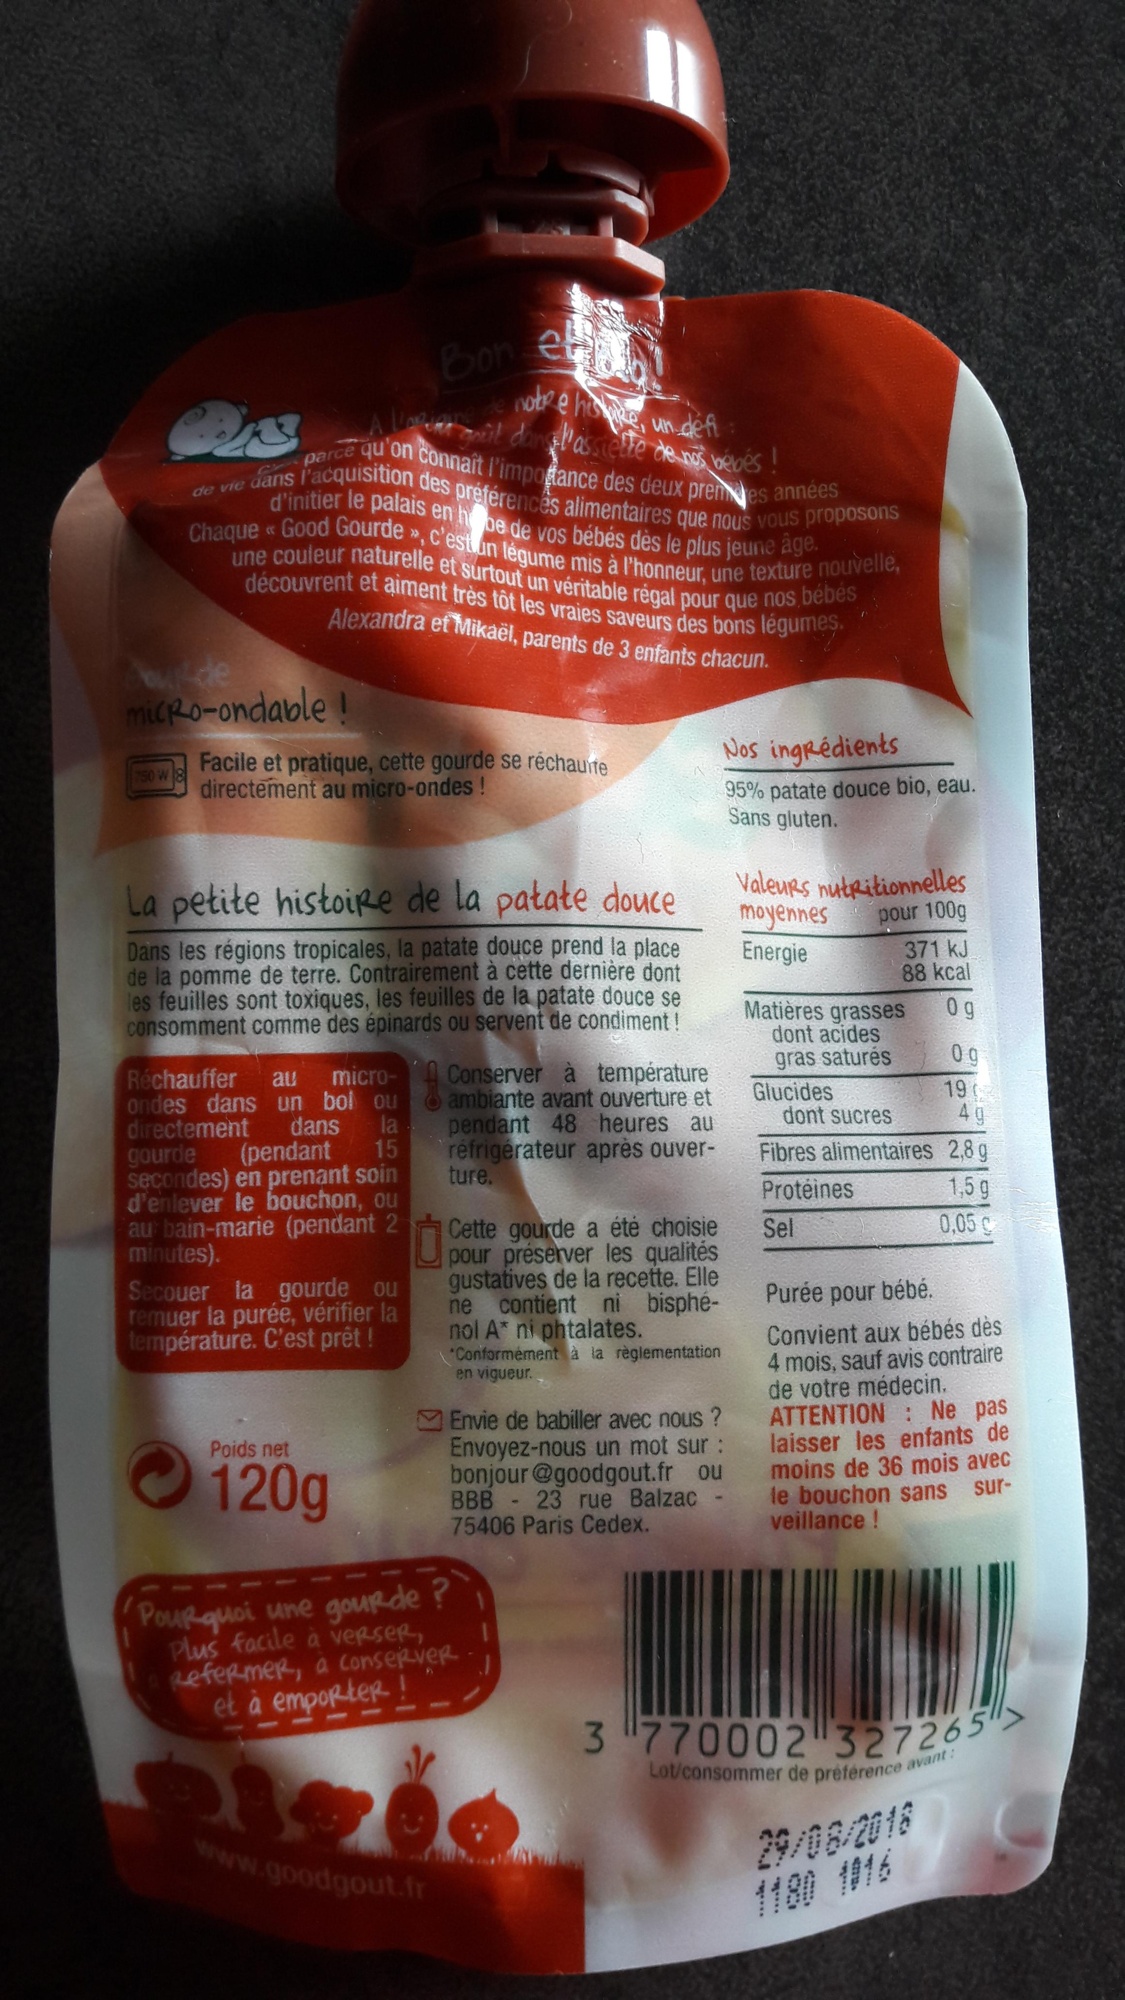 Bon et bio!
A l'origine de notre histoire, un défi :
goût dans l'assiette de nos bébés !
parce qu'on connaît l'importance des deux premières années
de vie dans l'acquisition des préférences alimentaires que nous vous proposons
d'initier le palais en herbe de vos bébés dès le plus jeune âge.
Chaque « Good Gourde », c'est un légume mis à l'honneur, une texture nouvelle,
une couleur naturelle et surtout un véritable régal pour que nos bébés
découvrent et aiment très tôt les vraies saveurs des bons légumes.
Alexandra et Mikaël, parents de 3 enfants chacun.
Gourde
micro-ondable !
750 W
Facile et pratique, cette gourde se réchauffe
directement au micro-ondes !
La petite histoire de la patate douce
Dans les régions tropicales, la patate douce prend la place
de la pomme de terre. Contrairement à cette dernière dont
les feuilles sont toxiques, les feuilles de la patate douce se
consomment comme des épinards ou servent de condiment !
Réchauffer au micro-
ondes dans un bol ou
directement dans la
gourde (pendant 15
secondes) en prenant soin
d'enlever le bouchon, ou
au bain-marie (pendant 2
minutes).
Secouer la gourde ou
remuer la purée, vérifier la
température. C'est prêt !
Conserver à température
ambiante avant ouverture et
pendant 48 heures au
réfrigérateur après ouver-
ture.
Cette gourde a été choisie
pour préserver les qualités
gustatives de la recette. Elle
ne contient ni bisphé-
nol A* ni phtalates.
*Conformément à la règlementation
en vigueur.
Envie de babiller avec nous ?
Envoyez-nous un mot sur :
bonjour@goodgout.fr ou
BBB - 23 rue Balzac -
75406 Paris Cedex.
Poids net
120g
Pourquoi une gourde ?
Plus facile à verser,
à refermer, à conserver
et à emporter !
www.goodgout.fr
Nos ingrédients
95% patate douce bio, eau.
Sans gluten.
Valeurs nutritionnelles
moyennes pour 100g
Energie 371 kJ
88 kcal
Matières grasses 0 g
dont acides
gras saturés 0 g
Glucides 19 g
dont sucres 4 g
Fibres alimentaires 2,8 g
Protéines 1,5 g
Sel 0,05 g
Purée pour bébé.
Convient aux bébés dès
4 mois, sauf avis contraire
de votre médecin.
ATTENTION : Ne pas
laisser les enfants de
moins de 36 mois avec
le bouchon sans sur-
veillance !
3 770002 327265 >
Lot/consommer de préférence avant :
29/08/2018
1180 1016